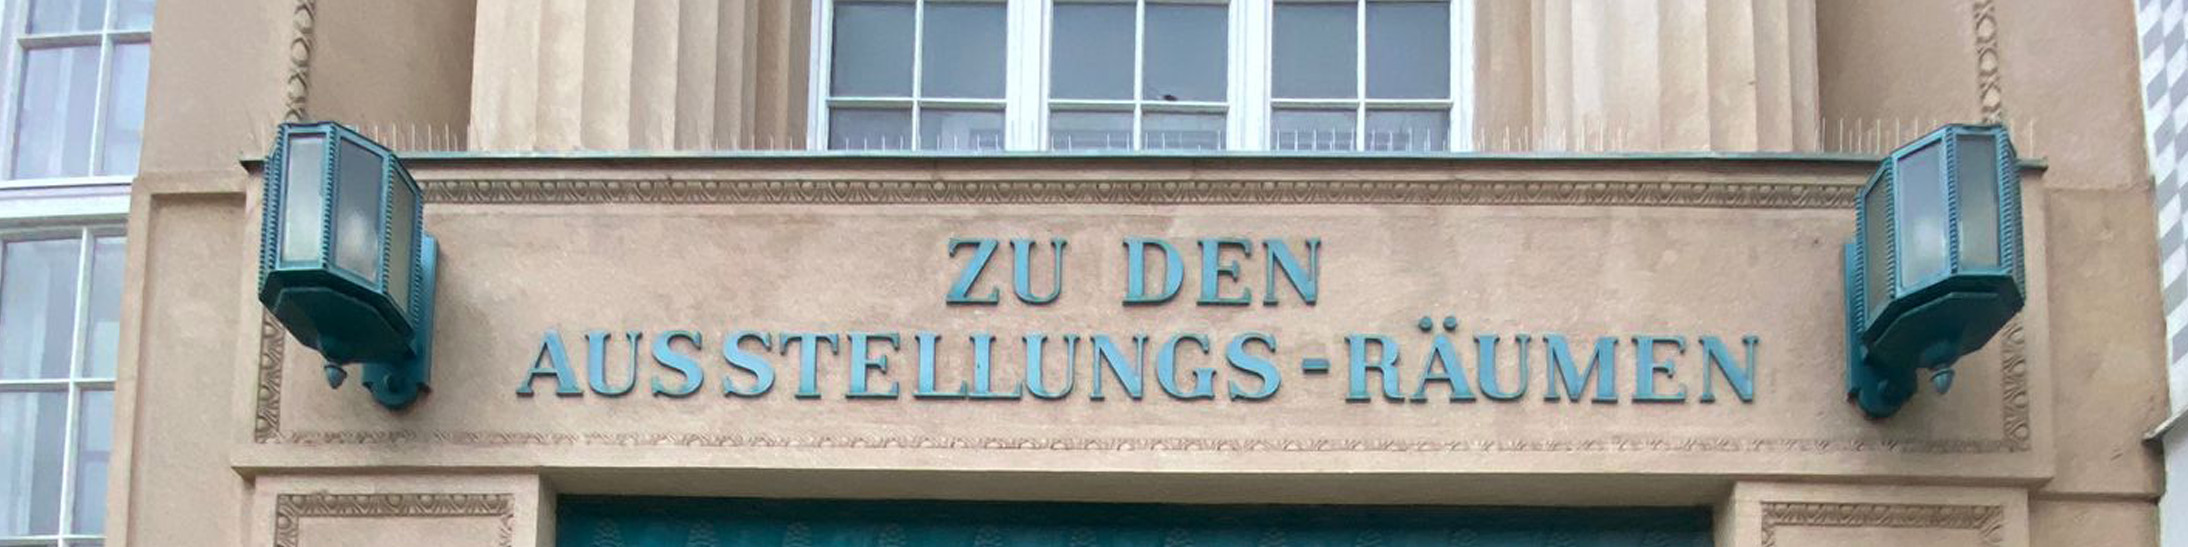 ZU DEN
AUSSTELLUNGS-RÄUMEN